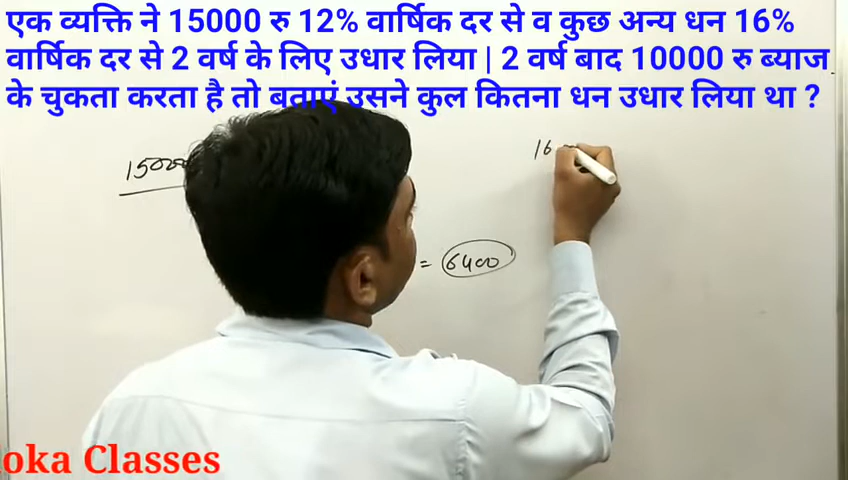 एक व्यक्ति ने 15000 रु 12% वार्षिक दर से व कुछ अन्य धन 16%
वार्षिक दर से 2 वर्ष के लिए उधार लिया | 2 वर्ष बाद 10000 रु ब्याज
के चुकता करता है तो बताएं उसने कुल कितना धन उधार लिया था ?
15000
16
= 6400
oka Classes